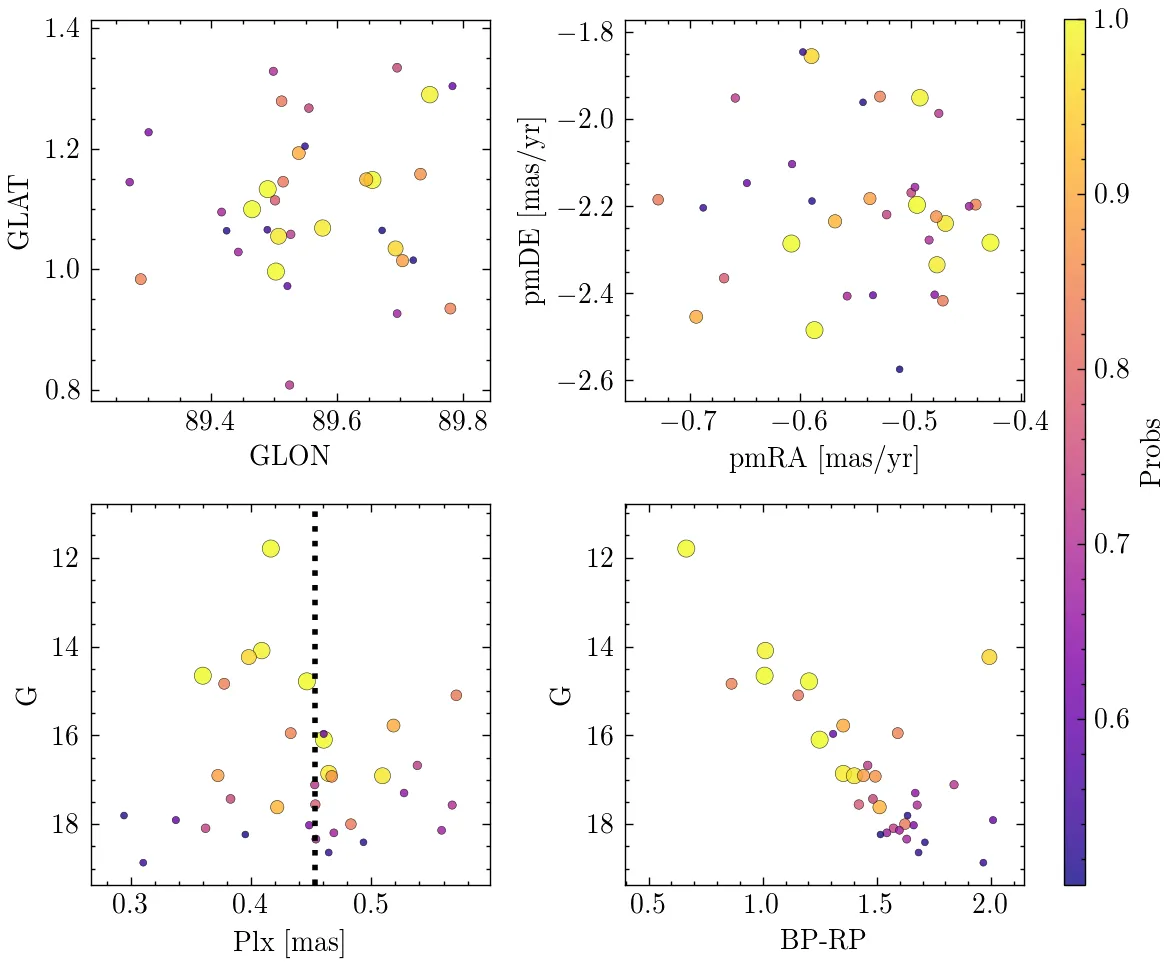 1.4
1.2
1.0
0.8
GLAT
89.4 89.6 89.8
GLON
−1.8
−2.0
−2.2
−2.4
−2.6
pmDE [mas/yr]
−0.7 −0.6 −0.5 −0.4
pmRA [mas/yr]
12
14
16
18
G
0.3 0.4 0.5
Plx [mas]
12
14
16
18
G
0.5 1.0 1.5 2.0
BP-RP
1.0
0.9
0.8
0.7
0.6
Probs